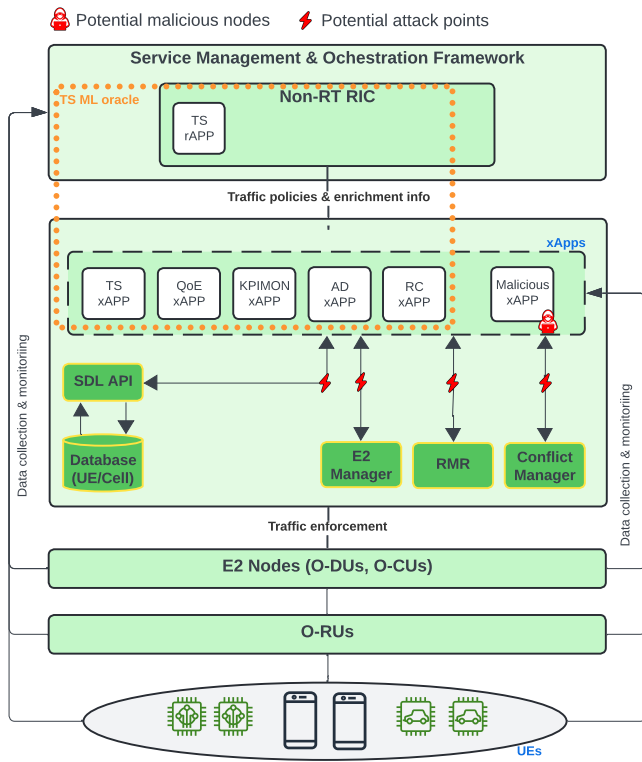 Potential malicious nodes
Potential attack points
Service Management & Ochestration Framework
TS ML oracle
Non-RT RIC
TS
rAPP
Traffic policies & enrichment info
xApps
TS
xAPP
QoE
xAPP
KPIMON
xAPP
AD
xAPP
RC
xAPP
Malicious
xAPP
SDL API
Database
(UE/Cell)
E2
Manager
RMR
Conflict
Manager
Data collection & monitoring
Data collection & monitoriing
Traffic enforcement
E2 Nodes (O-DUs, O-CUs)
O-RUs
UEs